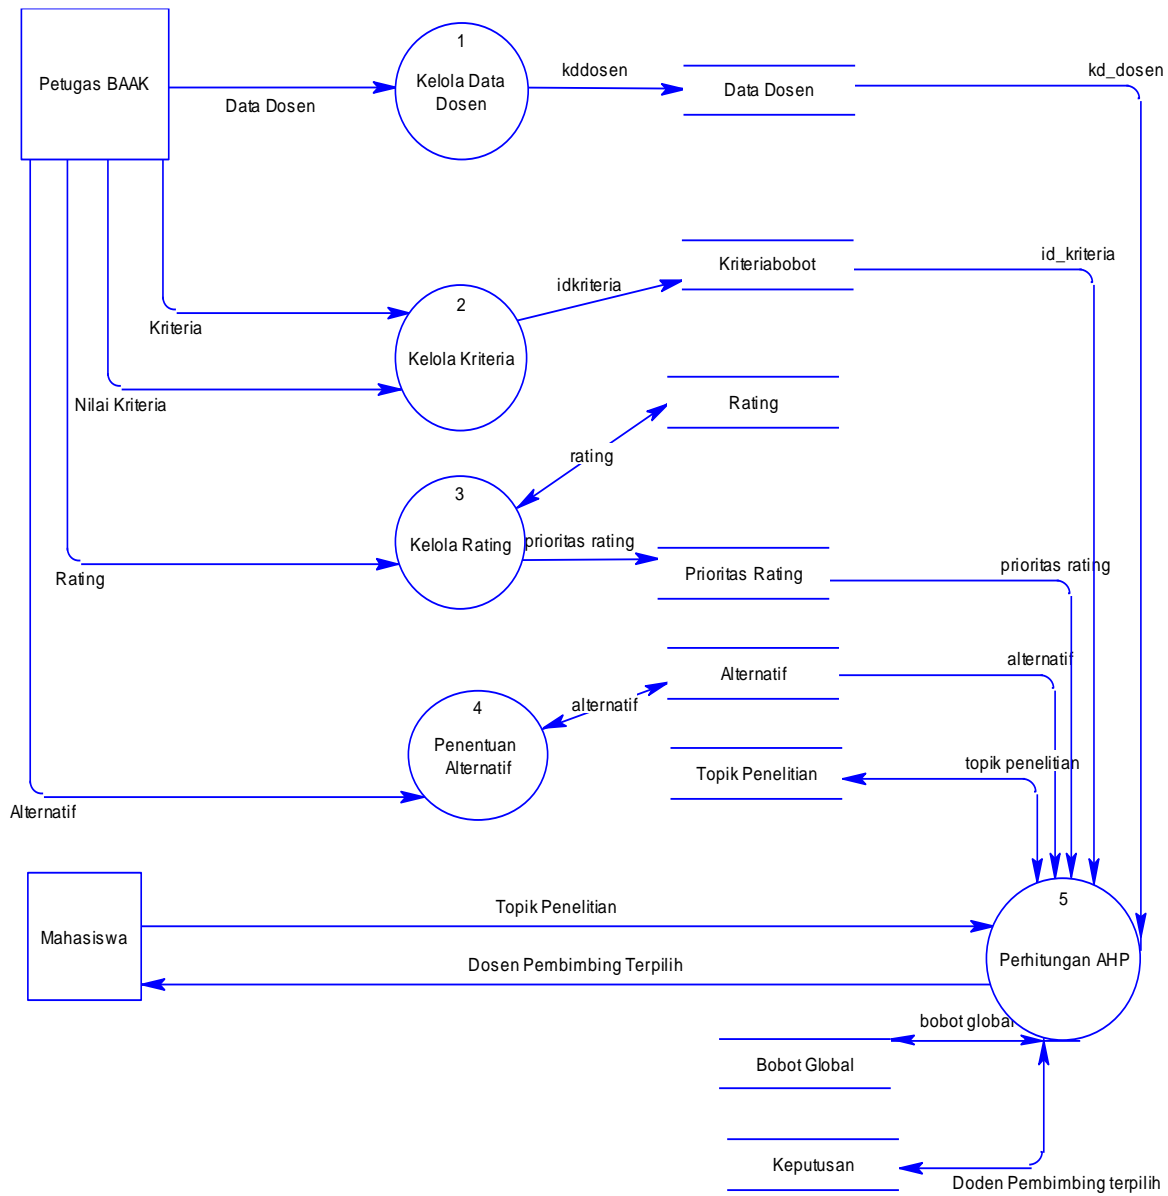 1
Petugas BAAK
Kelola Data
Dosen
Data Dosen
kddosen
Data Dosen
kd_dosen
Kriteria
Nilai Kriteria
2
Kelola Kriteria
idkriteria
Kriteriabobot
id_kriteria
Rating
rating
3
Kelola Rating
Rating
prioritas rating
Prioritas Rating
prioritas rating
4
Penentuan
Alternatif
Alternatif
alternatif
Alternatif
alternatif
Topik Penelitian
topik penelitian
Mahasiswa
Topik Penelitian
Dosen Pembimbing Terpilih
5
Perhitungan AHP
bobot global
Bobot Global
Keputusan
Doden Pembimbing terpilih